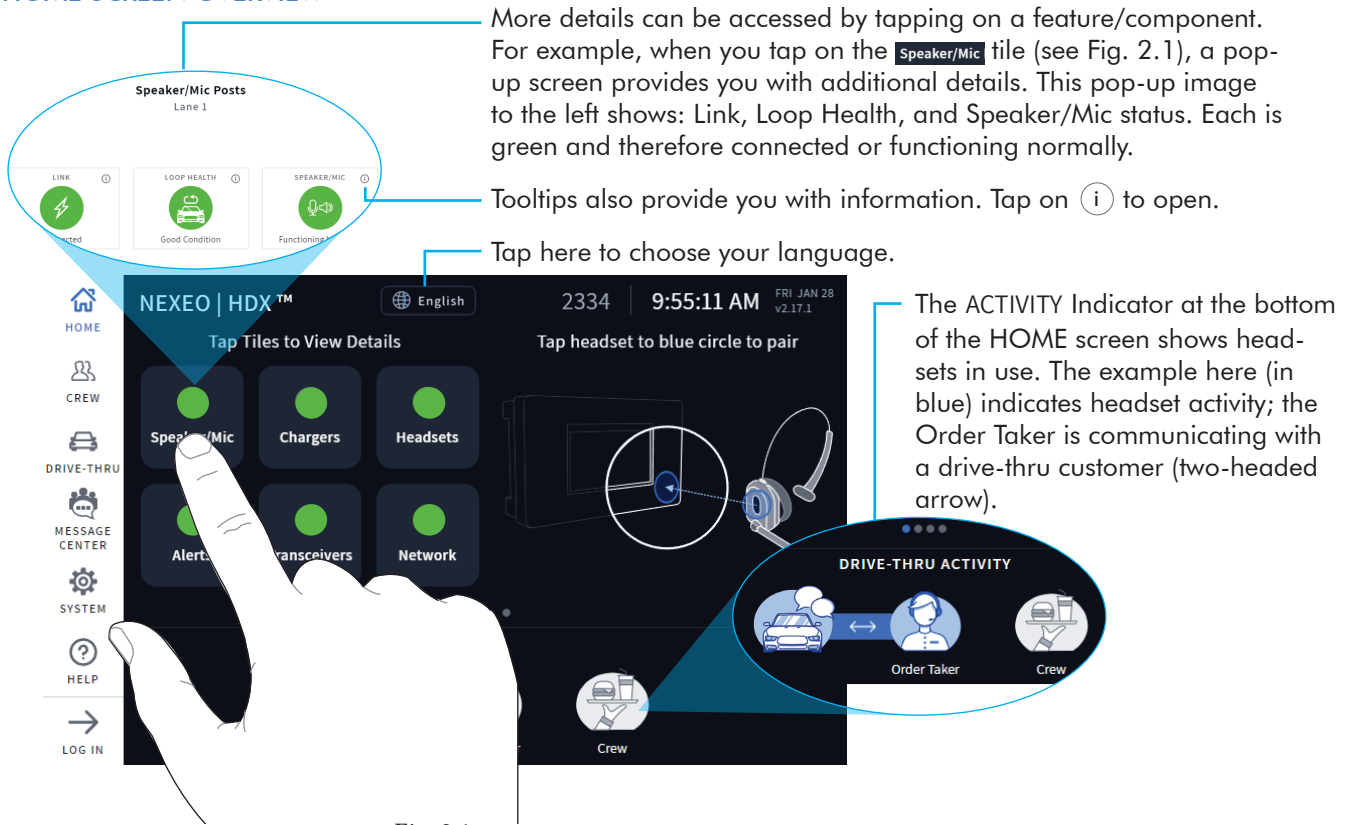 More details can be accessed by tapping on a feature/component.
For example, when you tap on the Speaker/Mic tile (see Fig. 2.1), a pop-
up screen provides you with additional details. This pop-up image
to the left shows: Link, Loop Health, and Speaker/Mic status. Each is
green and therefore connected or functioning normally.
Speaker/Mic Posts
Lane 1
LINK
LOOP HEALTH
SPEAKER/MIC
Good Condition
Functioning
Tooltips also provide you with information. Tap on i to open.
Tap here to choose your language.
HOME
CREW
DRIVE-THRU
MESSAGE
CENTER
SYSTEM
HELP
LOG IN
NEXEO | HDX™
English
2334
9:55:11 AM
FRI JAN 28
v2.17.1
Tap Tiles to View Details
Tap headset to blue circle to pair
Speaker/Mic
Chargers
Headsets
Alerts
Transceivers
Network
Crew
The ACTIVITY Indicator at the bottom
of the HOME screen shows head-
sets in use. The example here (in
blue) indicates headset activity; the
Order Taker is communicating with
a drive-thru customer (two-headed
arrow).
DRIVE-THRU ACTIVITY
Order Taker
Crew